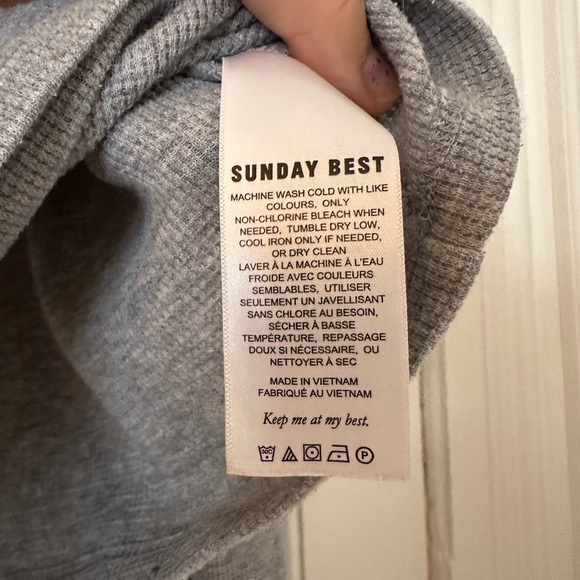 SUNDAY BEST
MACHINE WASH COLD WITH LIKE
COLOURS, ONLY
NON-CHLORINE BLEACH WHEN
NEEDED, TUMBLE DRY LOW,
COOL IRON ONLY IF NEEDED,
OR DRY CLEAN
LAVER À LA MACHINE À L'EAU
FROIDE AVEC COULEURS
SEMBLABLES, UTILISER
SEULEMENT UN JAVELLISANT
SANS CHLORE AU BESOIN,
SÉCHER À BASSE
TEMPÉRATURE, REPASSAGE
DOUX SI NÉCESSAIRE, OU
NETTOYER À SEC
MADE IN VIETNAM
FABRIQUÉ AU VIETNAM
Keep me at my best.
P